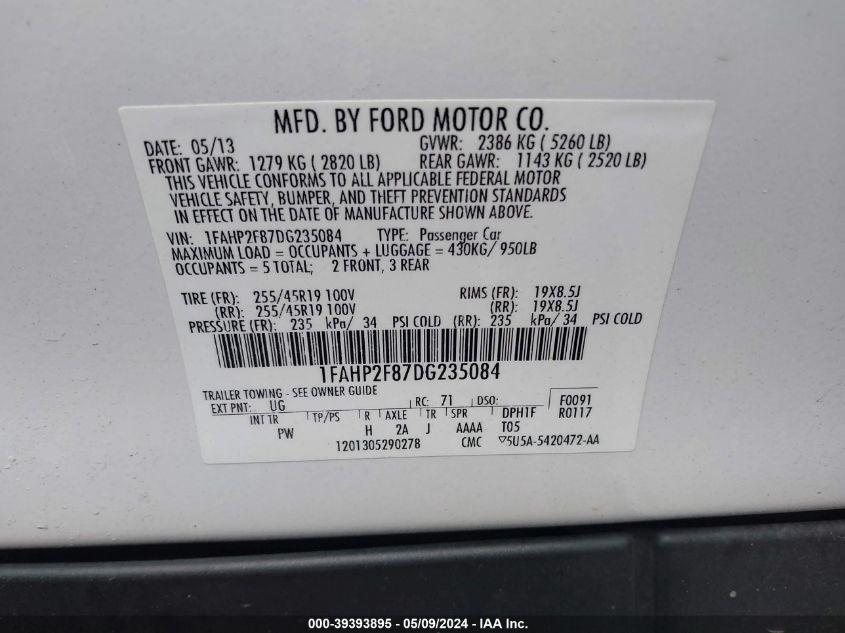 MFD. BY FORD MOTOR CO.
DATE: 05/13 GVWR: 2386 KG ( 5260 LB)
FRONT GAWR: 1279 KG ( 2820 LB) REAR GAWR: 1143 KG ( 2520 LB)
THIS VEHICLE CONFORMS TO ALL APPLICABLE FEDERAL MOTOR
VEHICLE SAFETY, BUMPER, AND THEFT PREVENTION STANDARDS
IN EFFECT ON THE DATE OF MANUFACTURE SHOWN ABOVE.
VIN: 1FAHP2F87DG235084 TYPE: Passenger Car
MAXIMUM LOAD = OCCUPANTS + LUGGAGE = 430KG/ 950LB
OCCUPANTS = 5 TOTAL; 2 FRONT, 3 REAR
TIRE (FR): 255/45R19 100V RIMS (FR): 19X8.5J
(RR): 255/45R19 100V (RR): 19X8.5J
PRESSURE (FR): 235 kPa/ 34 PSI COLD (RR): 235 kPa/ 34 PSI COLD
1FAHP2F87DG235084
TRAILER TOWING - SEE OWNER GUIDE
EXT PNT: UG RC: 71 DSO: F0091
INT TR TP/PS R AXLE TR SPR DPH1F R0117
PW H 2A J AAAA T05
1201305290278 CMC 5U5A-5420472-AA
000-39393895 - 05/09/2024 - IAA Inc.